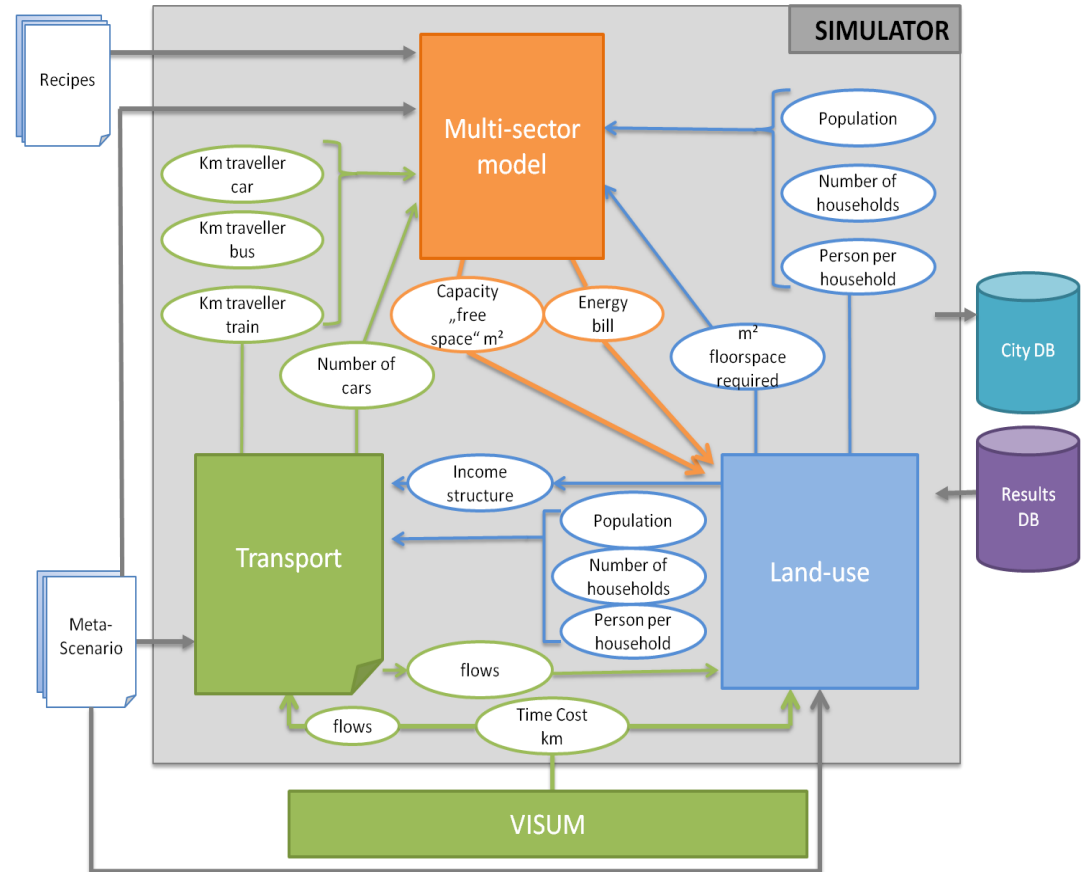 SIMULATOR
Recipes
Multi-sector
model
Population
Km traveller
car
Number of
households
Km traveller
bus
Person per
household
Km traveller
train
Capacity
„free
space“ m²
Energy
bill
m²
floorspace
required
Number of
cars
City DB
Results
DB
Income
structure
Population
Transport
Number of
households
Land-use
Person per
household
Meta-
Scenario
flows
flows
Time Cost
km
VISUM